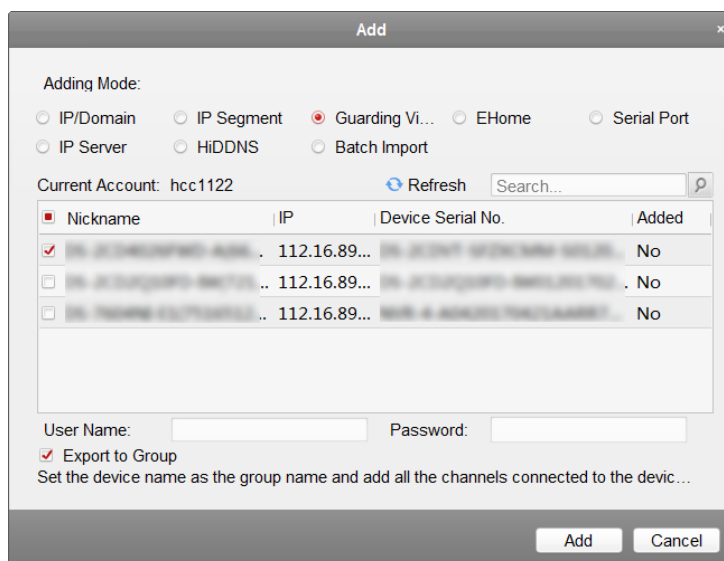 Add
×
Adding Mode:
IP/Domain IP Segment Guarding Vi... EHome Serial Port
IP Server HiDDNS Batch Import
Current Account: hcc1122 Refresh Search...
Nickname IP Device Serial No. Added
112.16.89... No
112.16.89... No
112.16.89... No
User Name: Password:
Export to Group
Set the device name as the group name and add all the channels connected to the devic...
Add Cancel